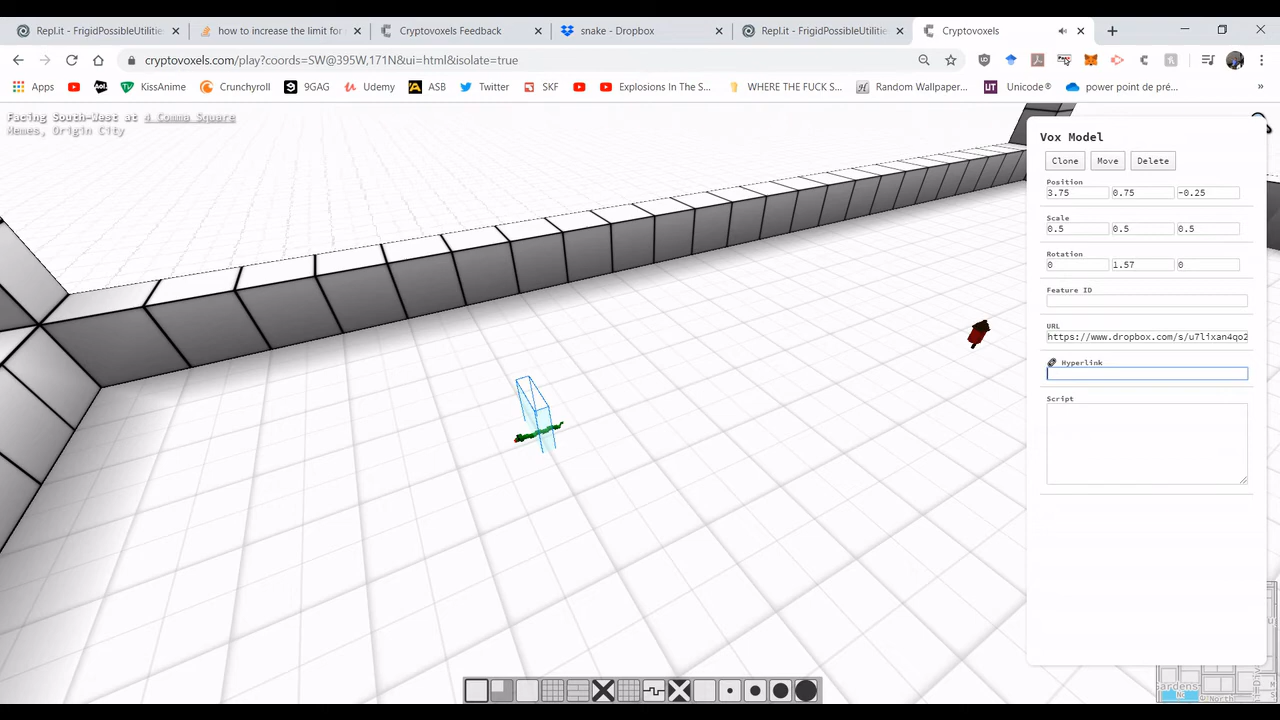 Repl.it - FrigidPossibleUtilitie
how to increase the limit for
Cryptovoxels Feedback
snake - Dropbox
Repl.it - FrigidPossibleUtilitie
Cryptovoxels
cryptovoxels.com/play?coords=SW@395W,171N&ui=html&isolate=true
Apps
KissAnime
Crunchyroll
9GAG
Udemy
ASB
Twitter
SKF
Explosions In The S...
WHERE THE FUCK S...
Random Wallpaper...
Unicode®
power point de pré...
»
Facing South-West at 4 Comma Square
Memes, Origin City
Vox Model
Clone
Move
Delete
Position
3.75
0.75
-0.25
Scale
0.5
0.5
0.5
Rotation
0
1.57
0
Feature ID
URL
https://www.dropbox.com/s/u7lixan4qo2
Hyperlink
Script